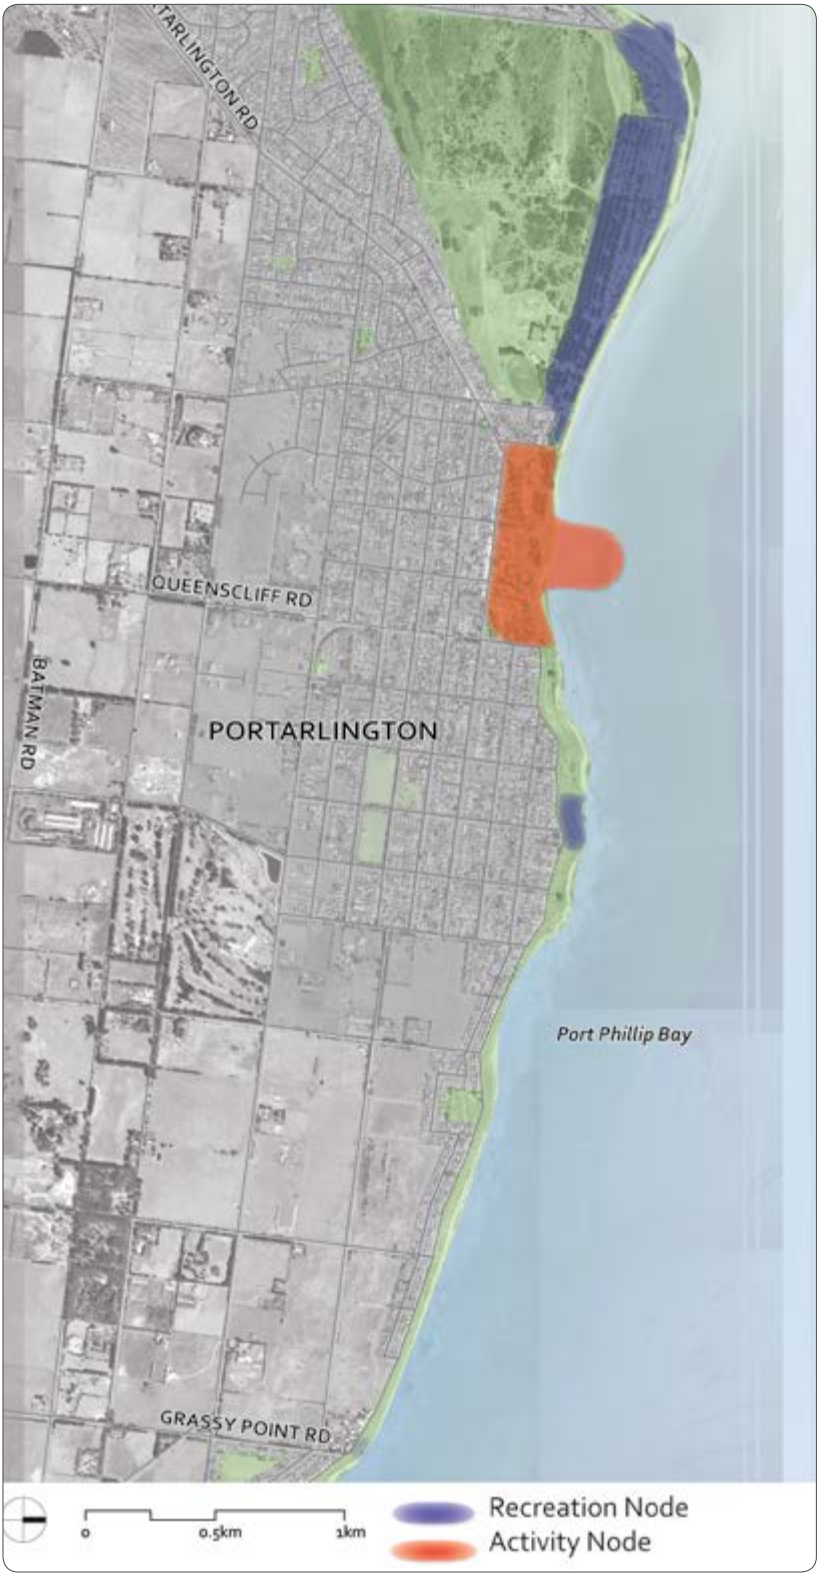 TARLINGTON RD
QUEENSCLIFF RD
BATMAN RD
PORTARLINGTON
Port Phillip Bay
GRASSY POINT RD
0
0.5km
1km
Recreation Node
Activity Node